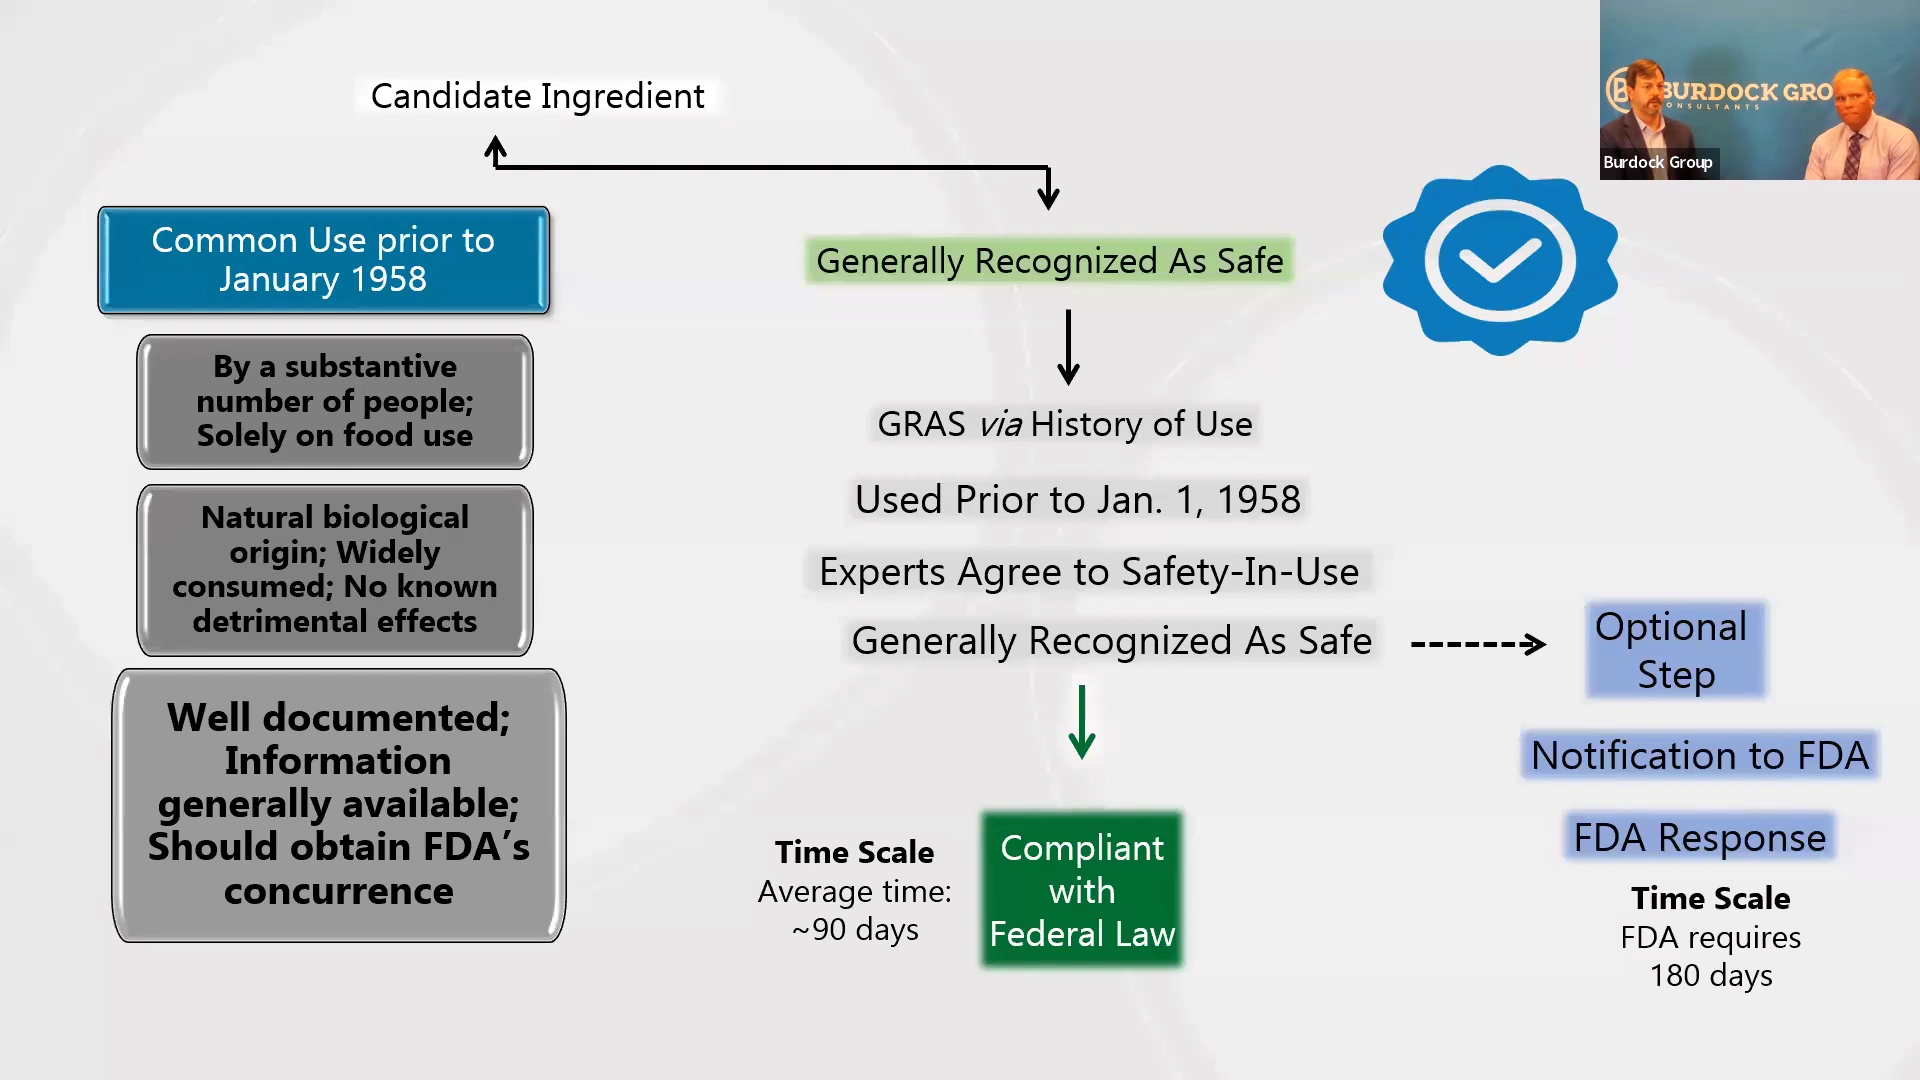 Candidate Ingredient
Common Use prior to
January 1958
By a substantive
number of people;
Solely on food use
Natural biological
origin; Widely
consumed; No known
detrimental effects
Well documented;
Information
generally available;
Should obtain FDA’s
concurrence
Generally Recognized As Safe
GRAS via History of Use
Used Prior to Jan. 1, 1958
Experts Agree to Safety-In-Use
Generally Recognized As Safe
Time Scale
Average time:
~90 days
Compliant
with
Federal Law
Optional
Step
Notification to FDA
FDA Response
Time Scale
FDA requires
180 days
BURDOCK GRO
ONSULTANTS
Burdock Group